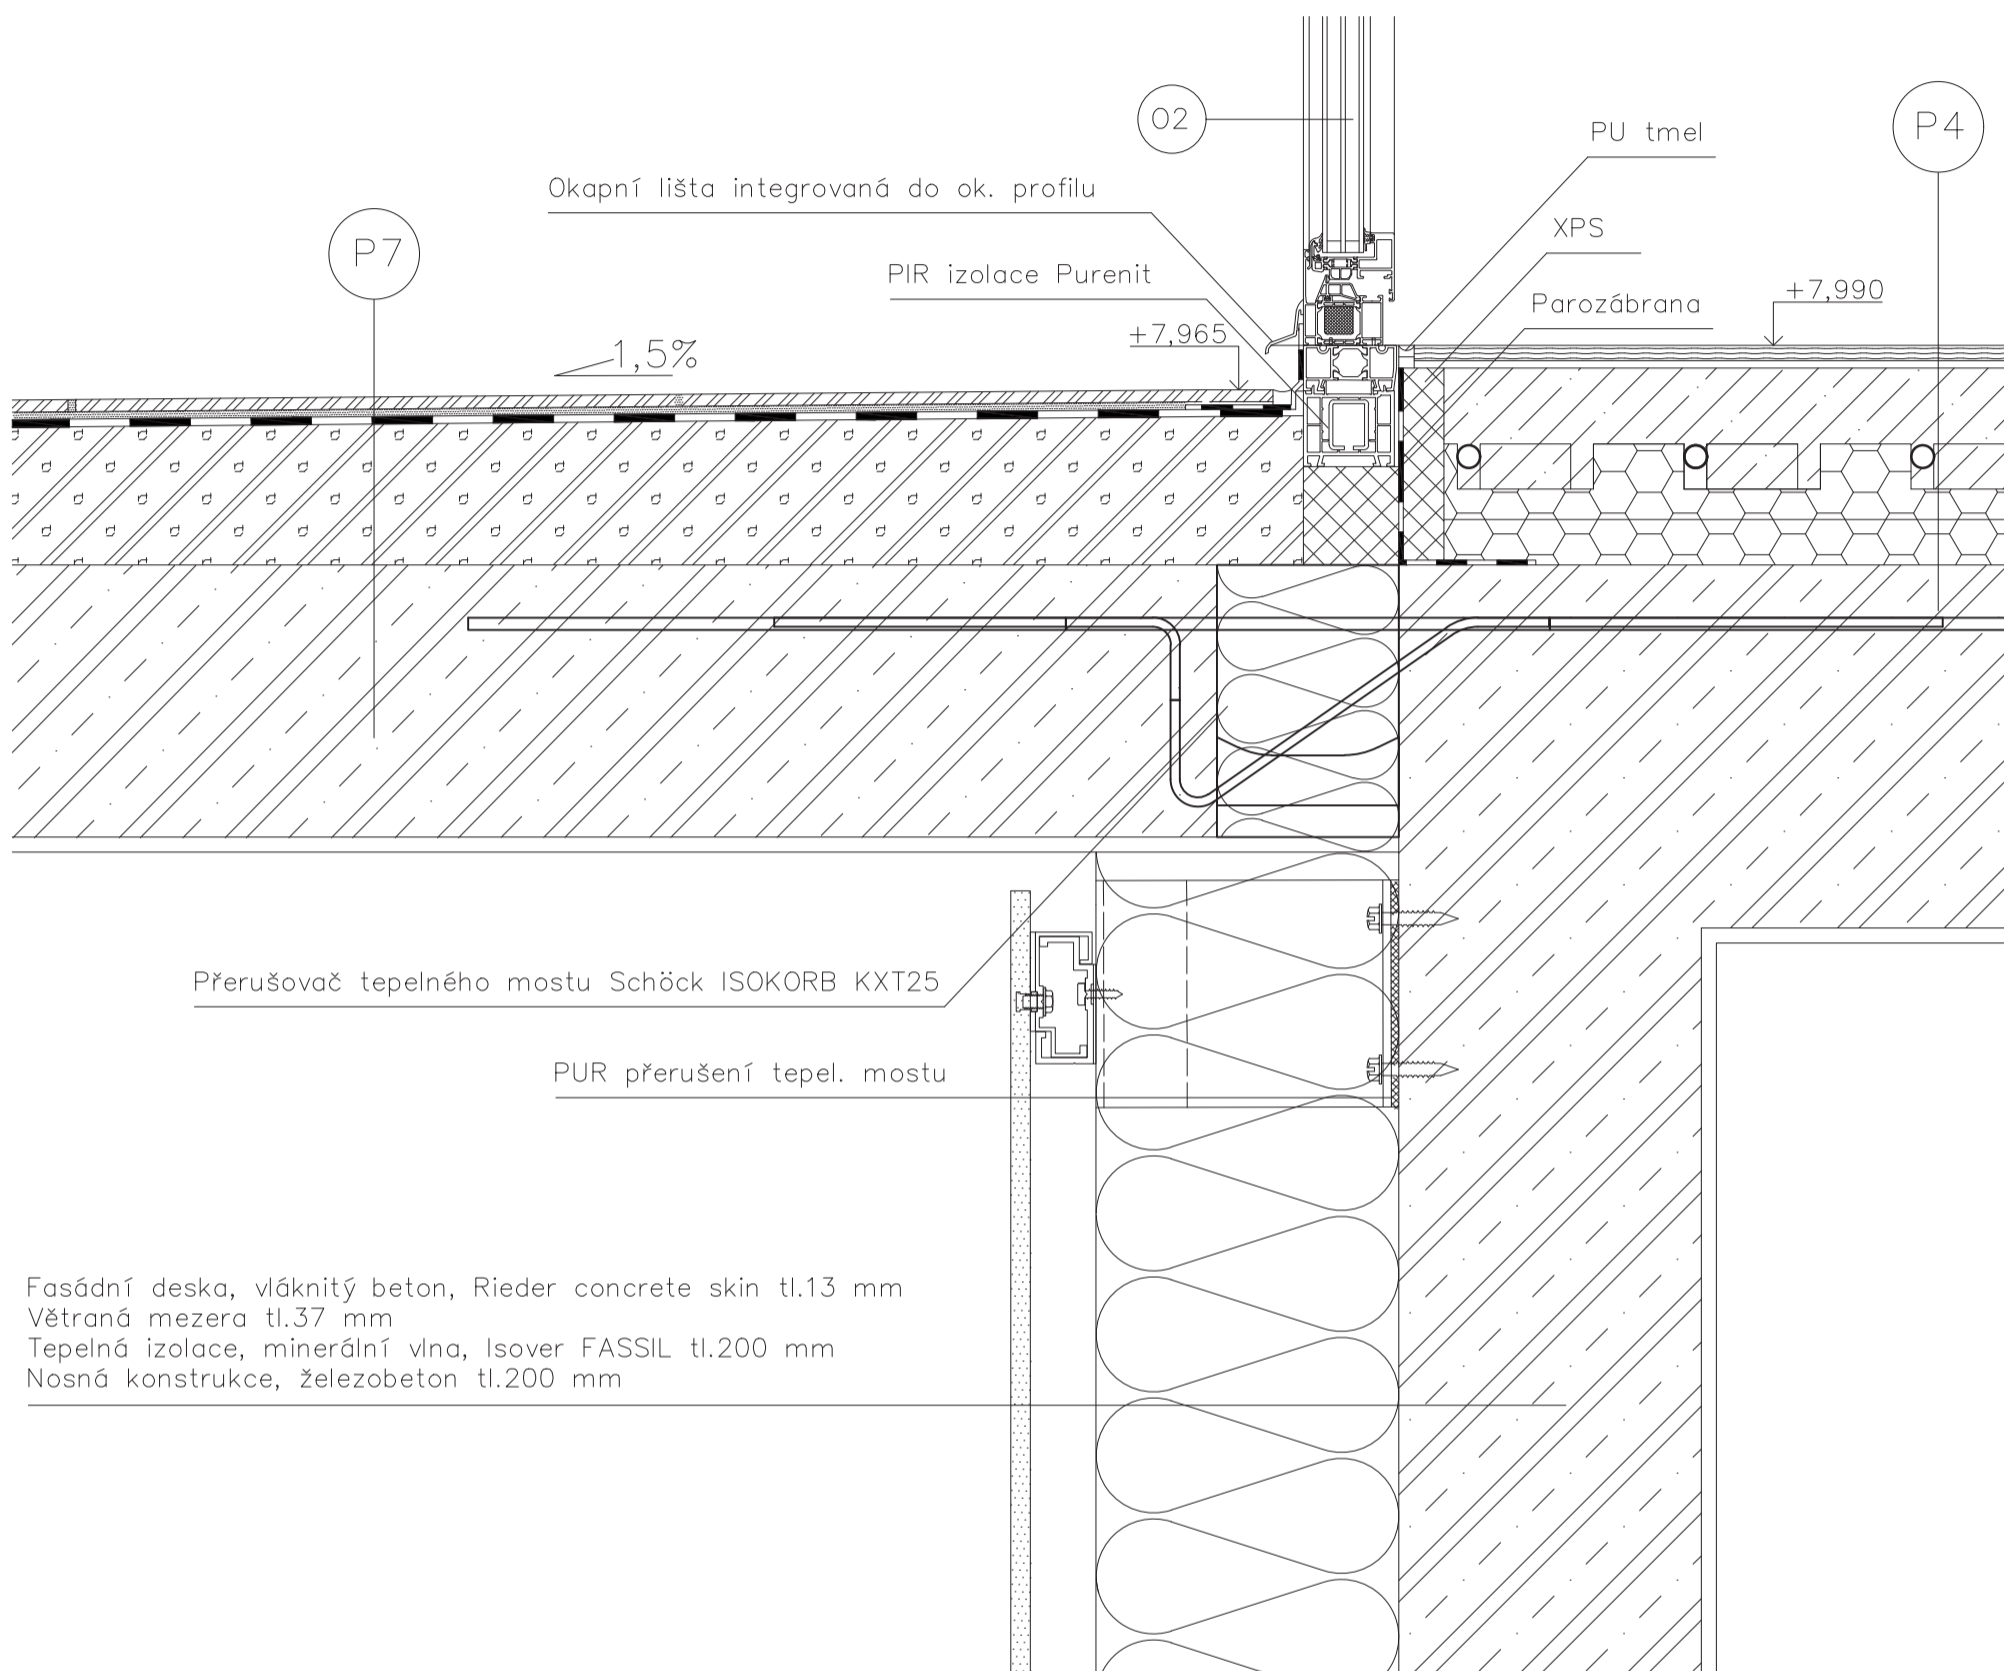 O2
PU tmel
P4
Okapní lišta integrovaná do ok. profilu
XPS
P7
PIR izolace Purenit
+7,990
Parozábrana
+7,965
1,5%
Přerušovač tepelného mostu Schöck ISOKORB KXT25
PUR přerušení tepel. mostu
Fasádní deska, vláknitý beton, Rieder concrete skin tl.13 mm
Větraná mezera tl.37 mm
Tepelná izolace, minerální vlna, Isover FASSIL tl.200 mm
Nosná konstrukce, železobeton tl.200 mm